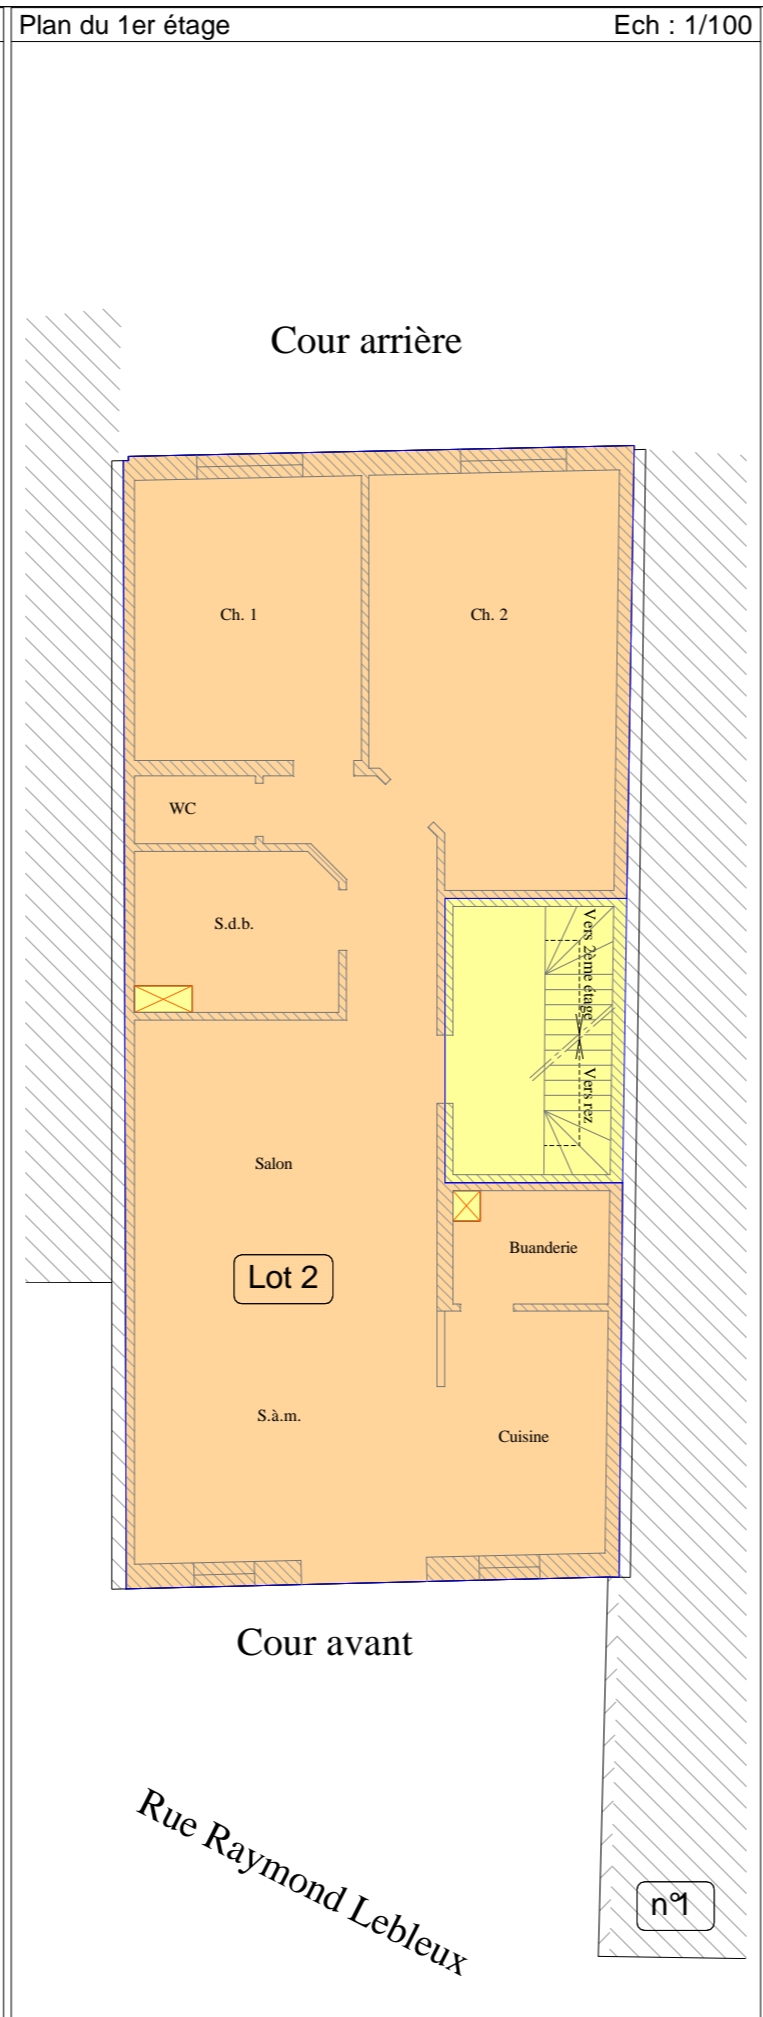 Plan du 1er étage
Ech : 1/100
Cour arrière
Ch. 1
Ch. 2
WC
S.d.b.
Vers 2ème étage
Vers rez
Salon
Buanderie
Lot 2
S.à.m.
Cuisine
Cour avant
Rue Raymond Lebleux
n°1